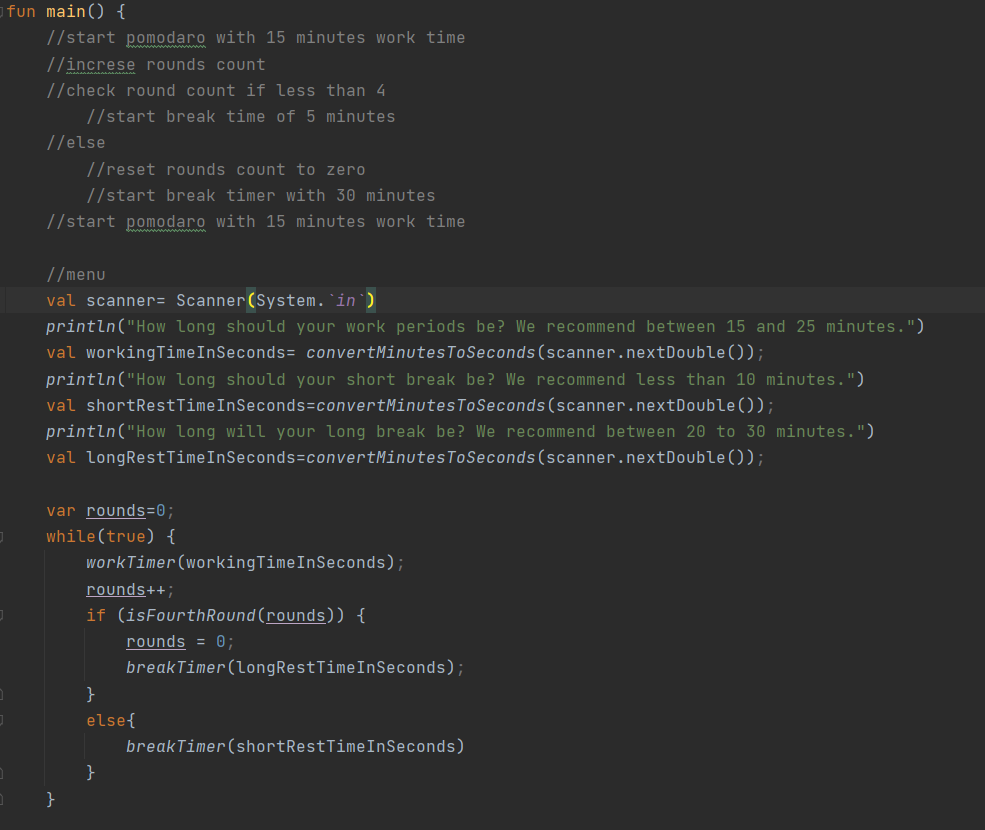 fun main() {
    //start pomodaro with 15 minutes work time
    //increse rounds count
    //check round count if less than 4
        //start break time of 5 minutes
    //else
        //reset rounds count to zero
        //start break timer with 30 minutes
    //start pomodaro with 15 minutes work time
    //menu
    val scanner= Scanner(System.`in`)
    println("How long should your work periods be? We recommend between 15 and 25 minutes.")
    val workingTimeInSeconds= convertMinutesToSeconds(scanner.nextDouble());
    println("How long should your short break be? We recommend less than 10 minutes.")
    val shortRestTimeInSeconds=convertMinutesToSeconds(scanner.nextDouble());
    println("How long will your long break be? We recommend between 20 to 30 minutes.")
    val longRestTimeInSeconds=convertMinutesToSeconds(scanner.nextDouble());
    var rounds=0;
    while(true) {
        workTimer(workingTimeInSeconds);
        rounds++;
        if (isFourthRound(rounds)) {
            rounds = 0;
            breakTimer(longRestTimeInSeconds);
        }
        else{
            breakTimer(shortRestTimeInSeconds)
        }
    }